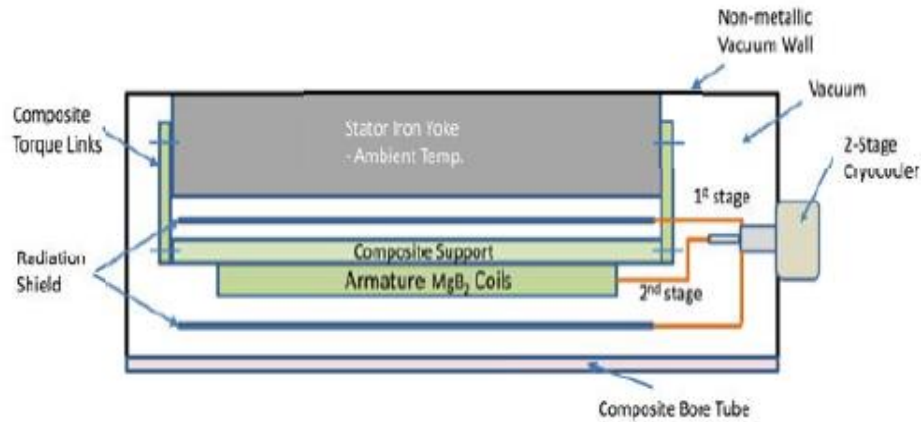 Non-metallic
Vacuum Wall
Vacuum
Composite
Torque Links
Stator Iron Yoke
- Ambient Temp.
2-Stage
Cryocooler
1st stage
Composite Support
Radiation
Shield
Armature MgB₂ Coils
2nd stage
Composite Bore Tube